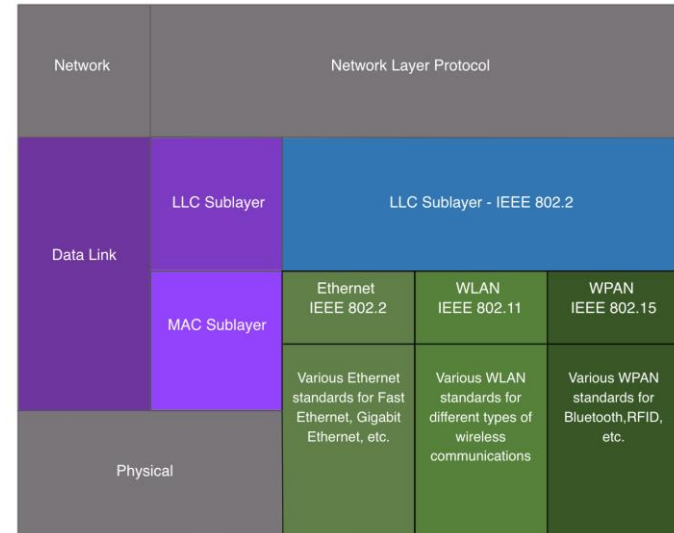 Network
Network Layer Protocol
Data Link
LLC Sublayer
LLC Sublayer - IEEE 802.2
MAC Sublayer
Ethernet
IEEE 802.2
WLAN
IEEE 802.11
WPAN
IEEE 802.15
Various Ethernet
standards for Fast
Ethernet, Gigabit
Ethernet, etc.
Various WLAN
standards for
different types of
wireless
communications
Various WPAN
standards for
Bluetooth,RFID,
etc.
Physical